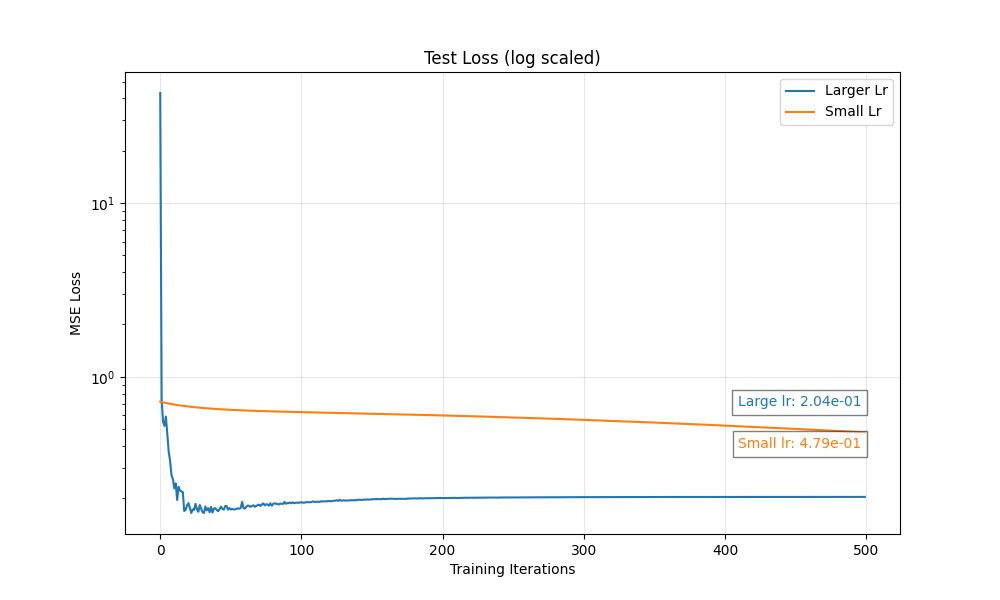 Test Loss (log scaled)
Larger Lr
Small Lr
MSE Loss
10¹
10⁰
Large lr: 2.04e-01
Small lr: 4.79e-01
0 100 200 300 400 500
Training Iterations